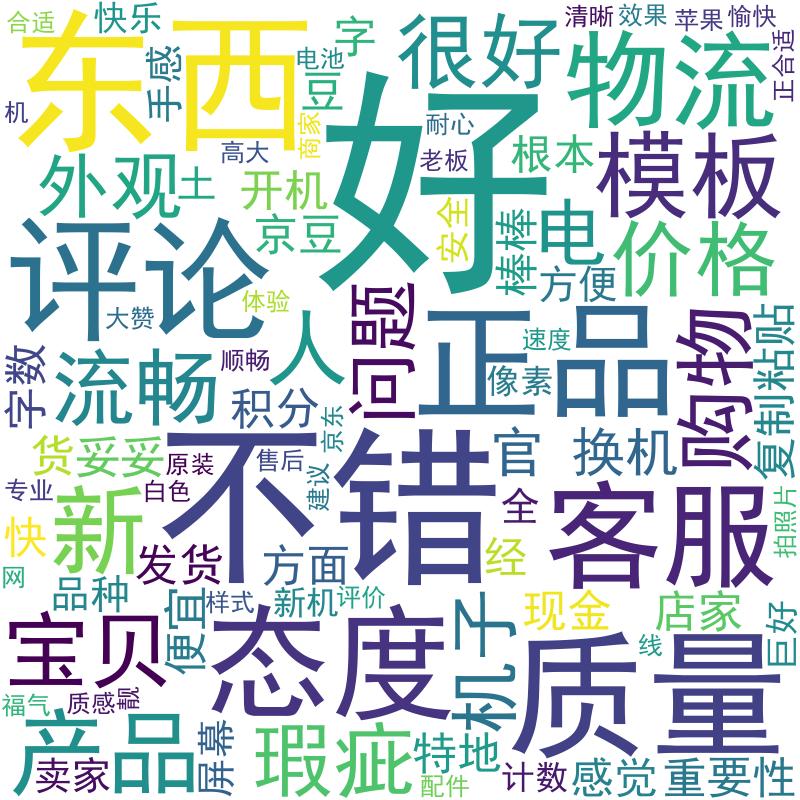 合适
快乐
手感
字
很好
清晰
效果
苹果
愉快
正合适
东西
电池
豆
物流
机
商家
高大
好
耐心
老板
根本
模板
外观
土
开机
京豆
安全
棒棒
电
方便
价格
评论
大赞
体验
人
问题
正品
速度
像素
购物
复制粘贴
字数
流畅
顺畅
积分
京东
建议
货
妥妥
原装
售后
不错
官
换机
专业
白色
新
全
客服
拍照片
快
网
发货
方面
经
品种
便宜
样式
新机
评价
机子
现金
店家
线
巨好
宝贝
态度
质量
福气
质感靓
产品
卖家
屏幕
瑕疵
特地
配件
计数
感觉
重要性